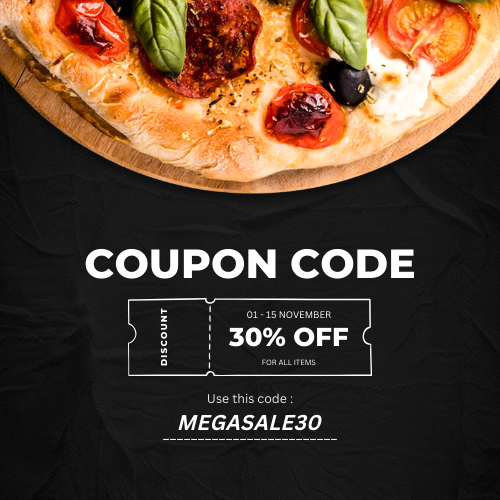 COUPON CODE
DISCOUNT
01 - 15 NOVEMBER
30% OFF
FOR ALL ITEMS
Use this code :
MEGASALE30